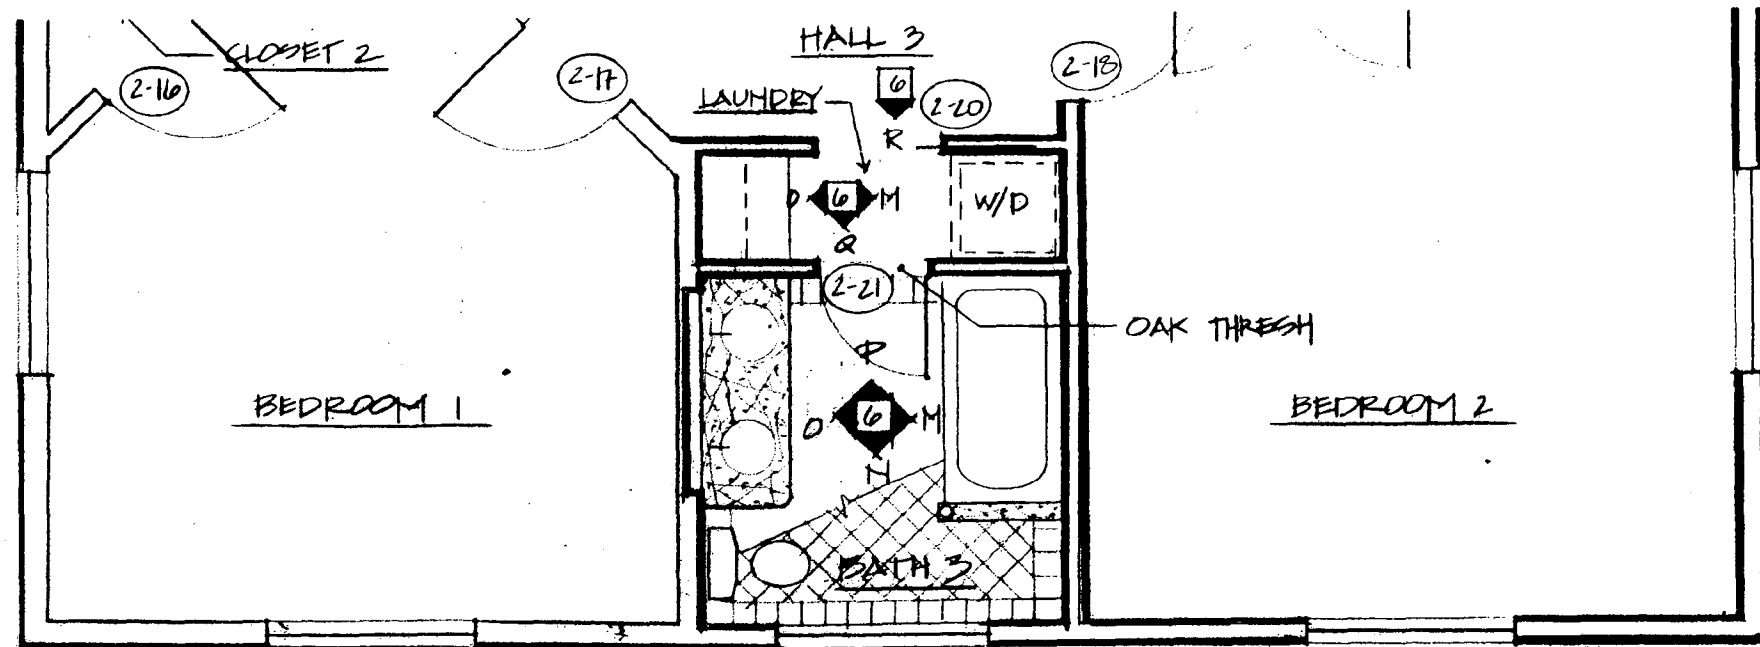 HALL 3
CLOSET 2
2-16
2-17
2-18
6
LAUNDRY
2-20
R
O 6 M
W/D
Q
2-21
OAK THRESH
P
BEDROOM 1
BEDROOM 2
O 6 M
N
BATH 3